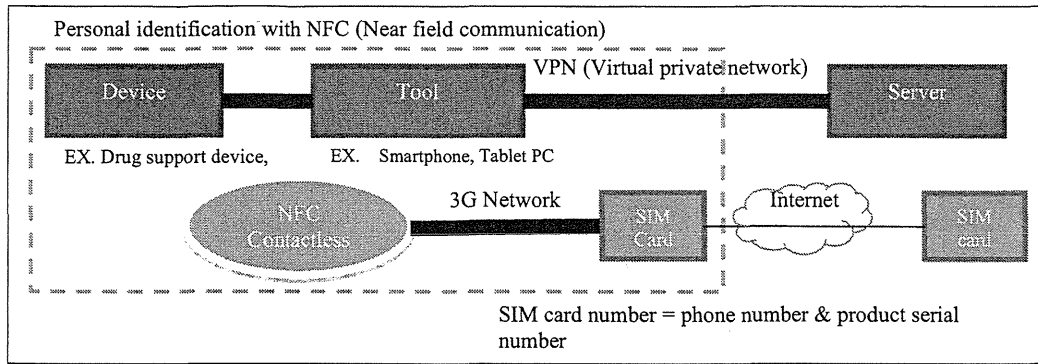 Personal identification with NFC (Near field communication)
VPN (Virtual private network)
Device
Tool
Server
EX. Drug support device,
EX. Smartphone, Tablet PC
3G Network
Internet
NFC
Contactless
SIM
Card
SIM
card
SIM card number = phone number & product serial
number